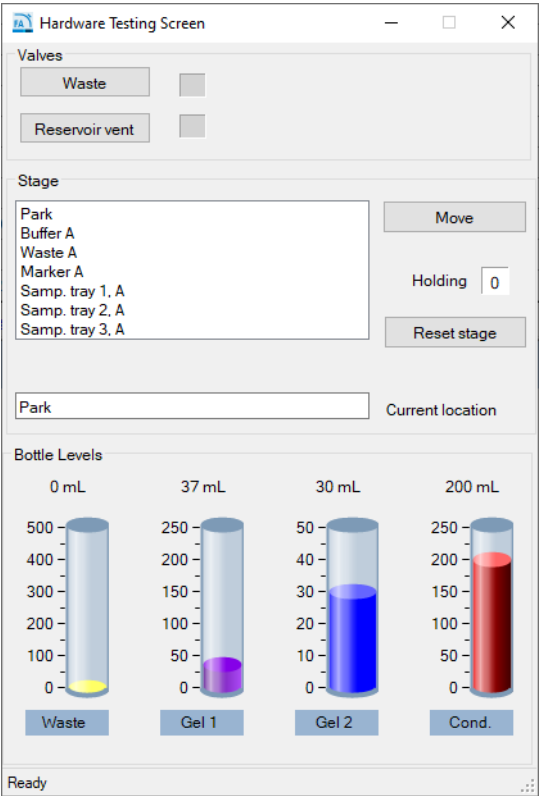 FA Hardware Testing Screen
Valves
Waste
Reservoir vent
Stage
Park
Buffer A
Waste A
Marker A
Samp. tray 1, A
Samp. tray 2, A
Samp. tray 3, A
Move
Holding 0
Reset stage
Park
Current location
Bottle Levels
0 mL 37 mL 30 mL 200 mL
500 250 50 250
400 200 40 200
300 150 30 150
200 100 20 100
100 50 10 50
0 0 0 0
Waste Gel 1 Gel 2 Cond.
Ready